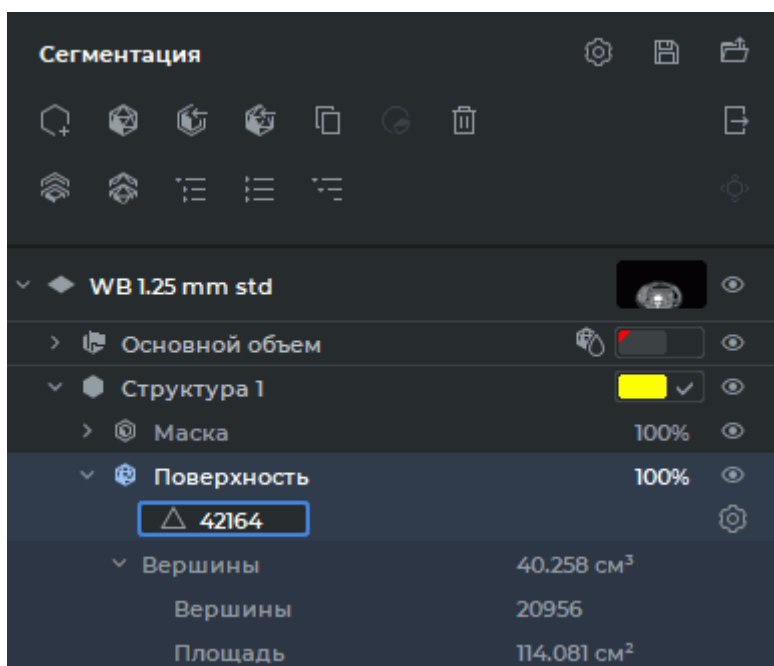 Сегментация
WB 1.25 mm std
Основной объем
Структура 1
Маска 100%
Поверхность 100%
42164
Вершины 40.258 см³
Вершины 20956
Площадь 114.081 см²